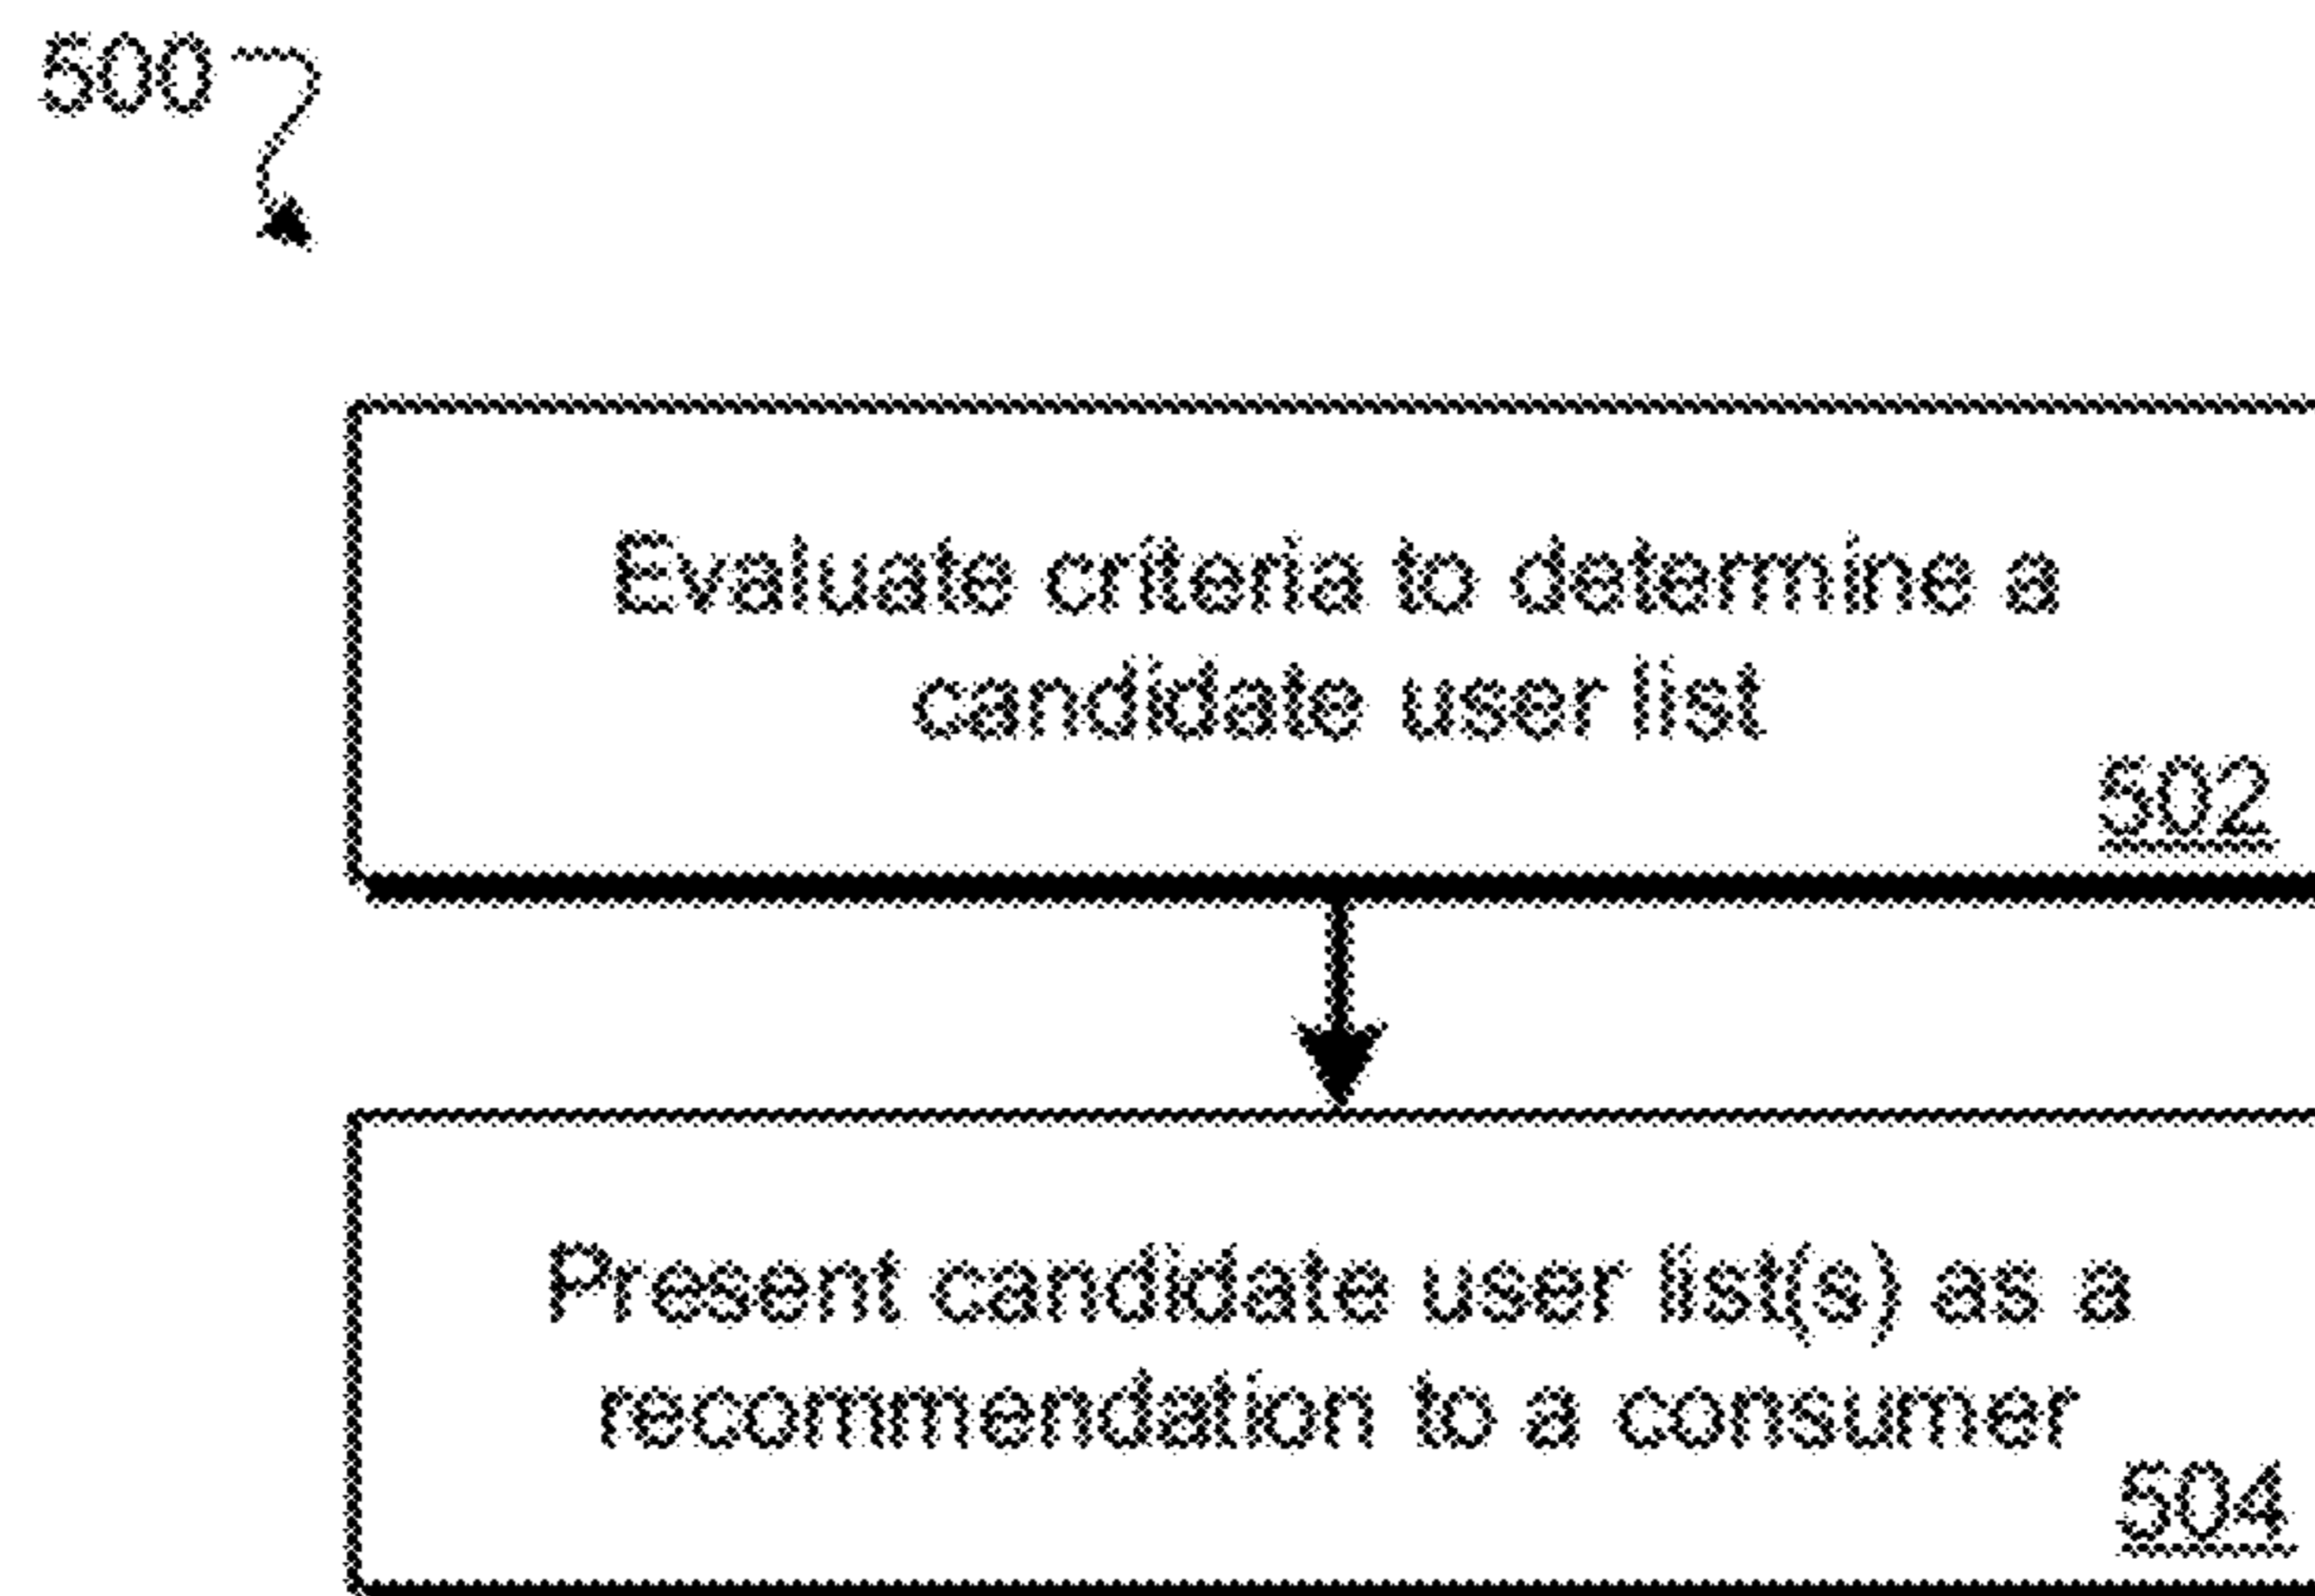 500
Evaluate criteria to determine a
candidate user list
502
Present candidate user list(s) as a
recommendation to a consumer
504